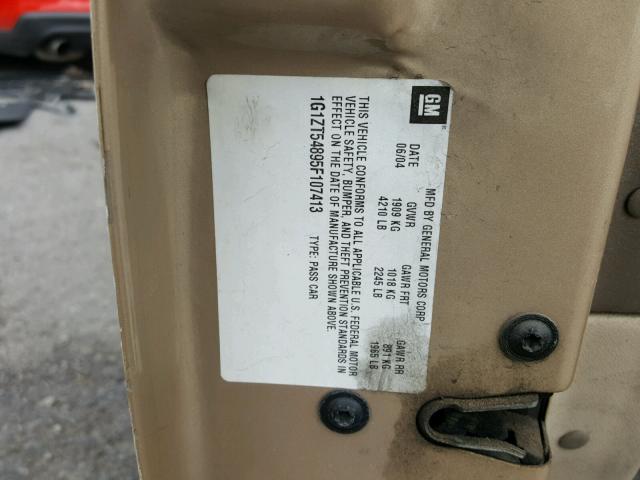 GM
MFD BY GENERAL MOTORS CORP
DATE GVWR GAWR FRT GAWR RR
06/04 1909 KG 1018 KG 891 KG
4210 LB 2245 LB 1965 LB
THIS VEHICLE CONFORMS TO ALL APPLICABLE U.S. FEDERAL MOTOR
VEHICLE SAFETY, BUMPER, AND THEFT PREVENTION STANDARDS IN
EFFECT ON THE DATE OF MANUFACTURE SHOWN ABOVE.
1G1ZT54895F107413 TYPE: PASS CAR